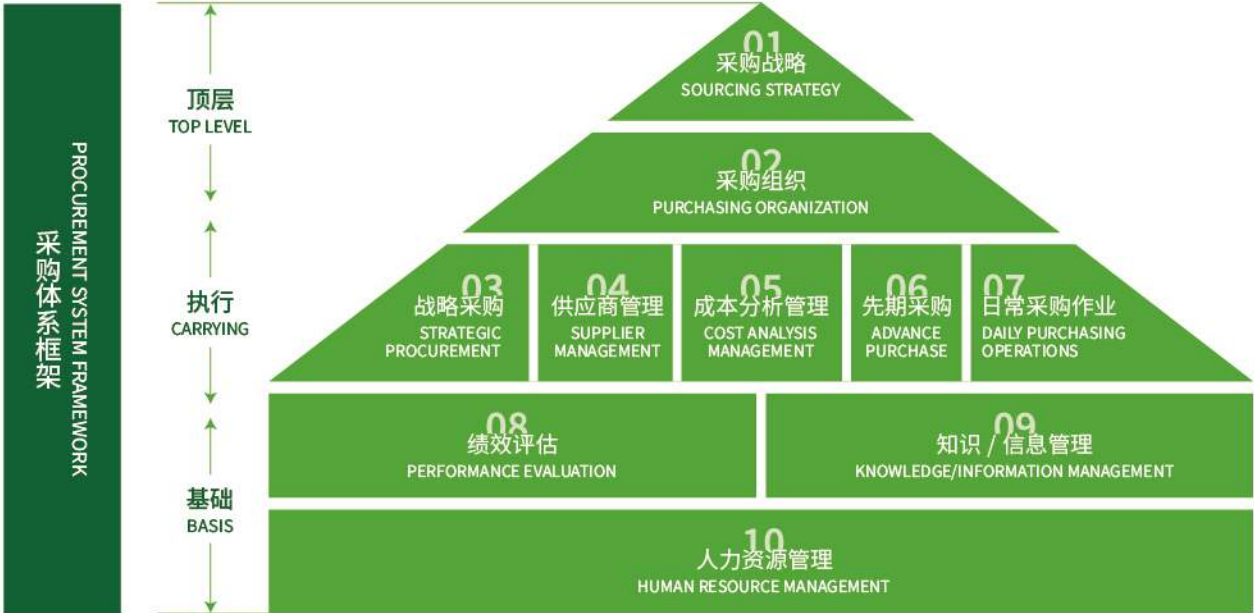 采购体系框架
PROCUREMENT SYSTEM FRAMEWORK
顶层
TOP LEVEL
01
采购战略
SOURCING STRATEGY
02
采购组织
PURCHASING ORGANIZATION
执行
CARRYING
03
战略采购
STRATEGIC
PROCUREMENT
04
供应商管理
SUPPLIER
MANAGEMENT
05
成本分析管理
COST ANALYSIS
MANAGEMENT
06
先期采购
ADVANCE
PURCHASE
07
日常采购作业
DAILY PURCHASING
OPERATIONS
基础
BASIS
08
绩效评估
PERFORMANCE EVALUATION
09
知识 / 信息管理
KNOWLEDGE/INFORMATION MANAGEMENT
10
人力资源管理
HUMAN RESOURCE MANAGEMENT